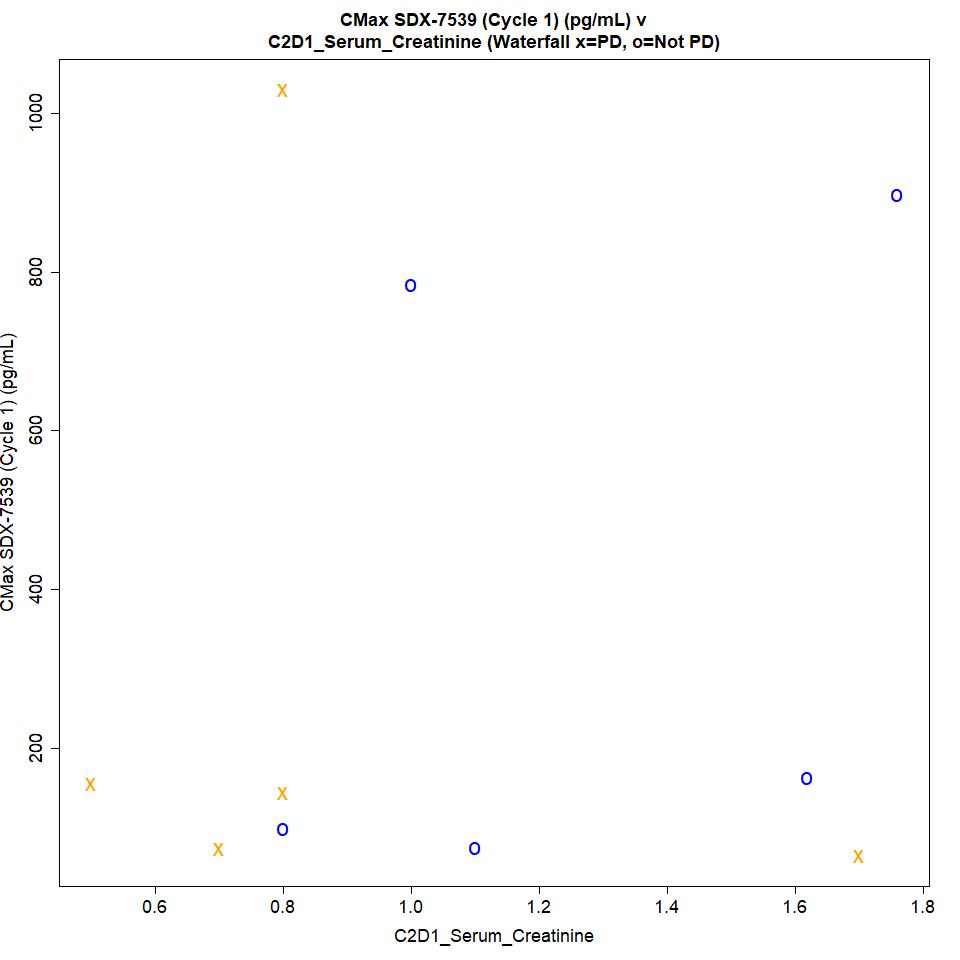 CMax SDX-7539 (Cycle 1) (pg/mL) v
C2D1_Serum_Creatinine (Waterfall x=PD, o=Not PD)
CMax SDX-7539 (Cycle 1) (pg/mL)
1000
800
600
400
200
X
O
O
X
X
O
X
O
O
X
0.6
0.8
1.0
1.2
1.4
1.6
1.8
C2D1_Serum_Creatinine